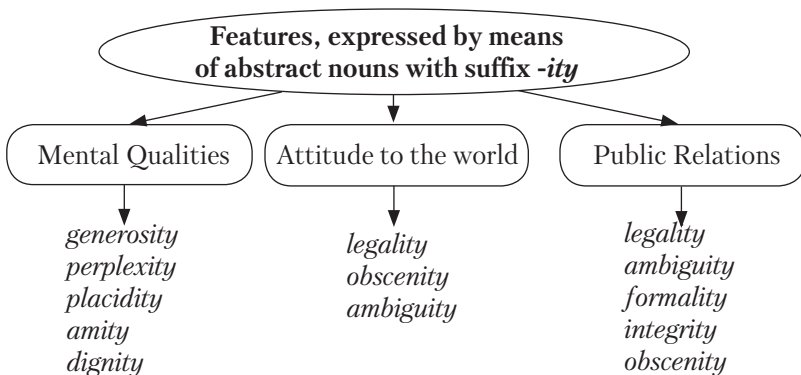 Features, expressed by means
of abstract nouns with suffix -ity
Mental Qualities
Attitude to the world
Public Relations
generosity
perplexity
placidity
amity
dignity
legality
obscenity
ambiguity
legality
ambiguity
formality
integrity
obscenity